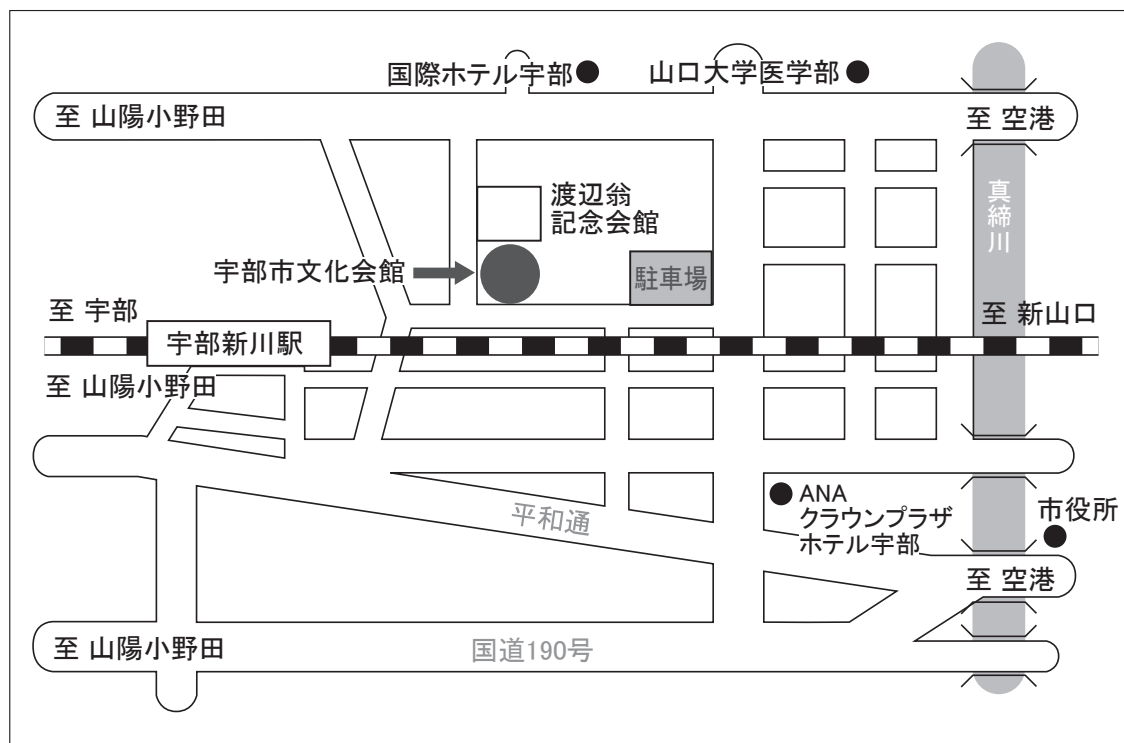 国際ホテル宇部
山口大学医学部
至 山陽小野田
至 空港
真締川
渡辺翁
記念会館
宇部市文化会館
駐車場
至 宇部
至 新山口
宇部新川駅
至 山陽小野田
ANA
クラウンプラザ
ホテル宇部
市役所
平和通
至 空港
至 山陽小野田
国道190号